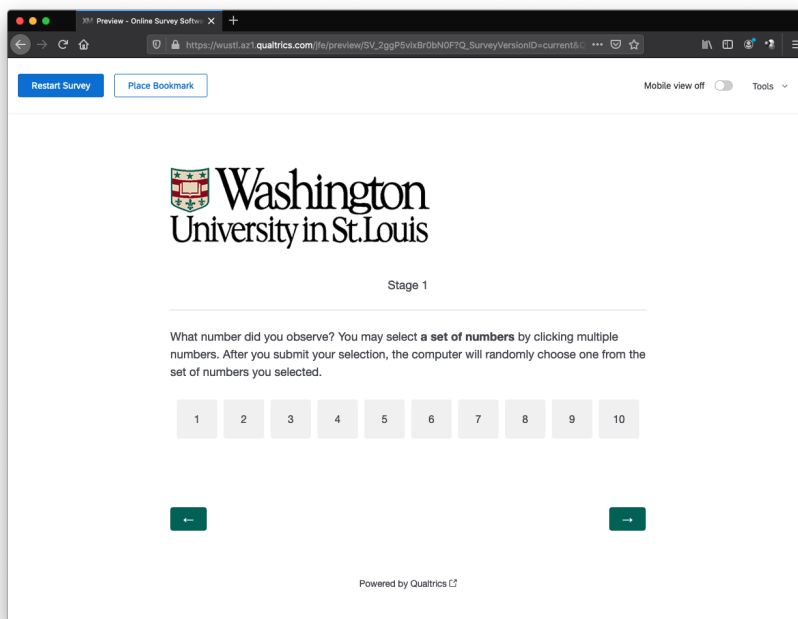 Preview - Online Survey Softwa
https://wustl.az1.qualtrics.com/jfe/preview/SV_2ggP5vixBr0bN0F?Q_SurveyVersionID=current&Q_
Restart Survey
Place Bookmark
Mobile view off
Tools
Washington
University in St.Louis
Stage 1
What number did you observe? You may select a set of numbers by clicking multiple
numbers. After you submit your selection, the computer will randomly choose one from the
set of numbers you selected.
1 2 3 4 5 6 7 8 9 10
← →
Powered by Qualtrics